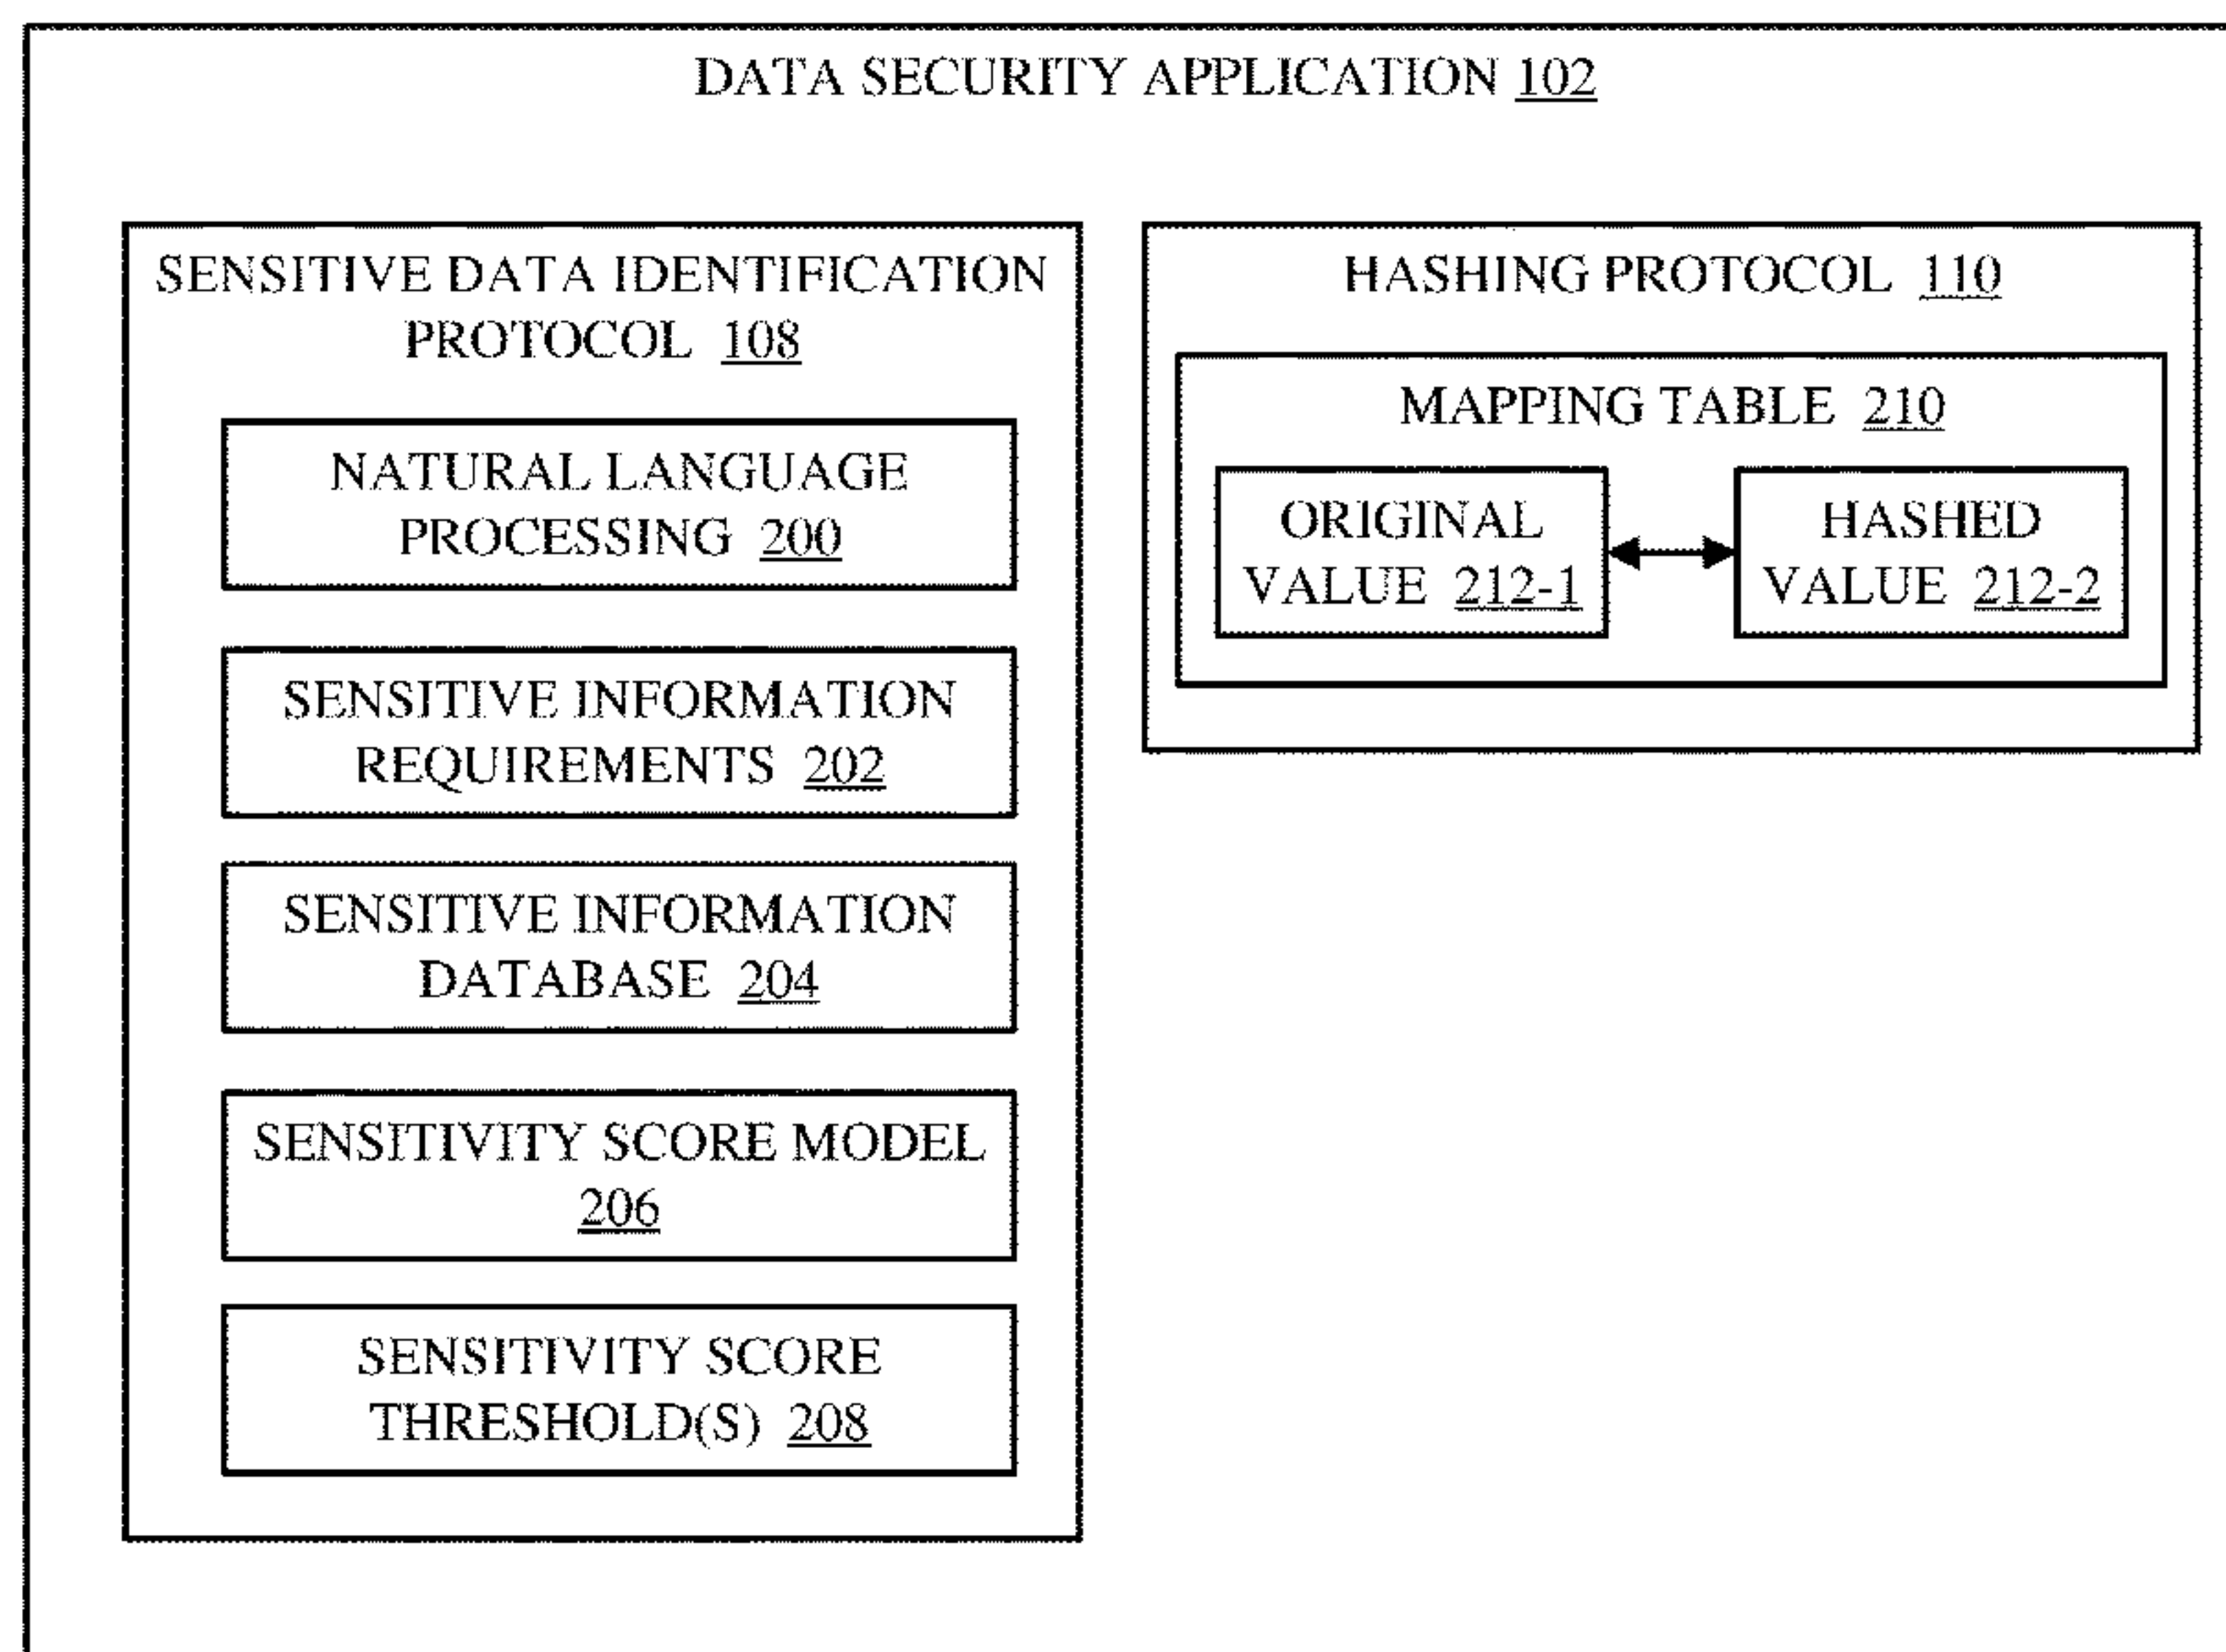 DATA SECURITY APPLICATION 102
SENSITIVE DATA IDENTIFICATION
PROTOCOL 108
NATURAL LANGUAGE
PROCESSING 200
SENSITIVE INFORMATION
REQUIREMENTS 202
SENSITIVE INFORMATION
DATABASE 204
SENSITIVITY SCORE MODEL
206
SENSITIVITY SCORE
THRESHOLD(S) 208
HASHING PROTOCOL 110
MAPPING TABLE 210
ORIGINAL
VALUE 212-1
HASHED
VALUE 212-2